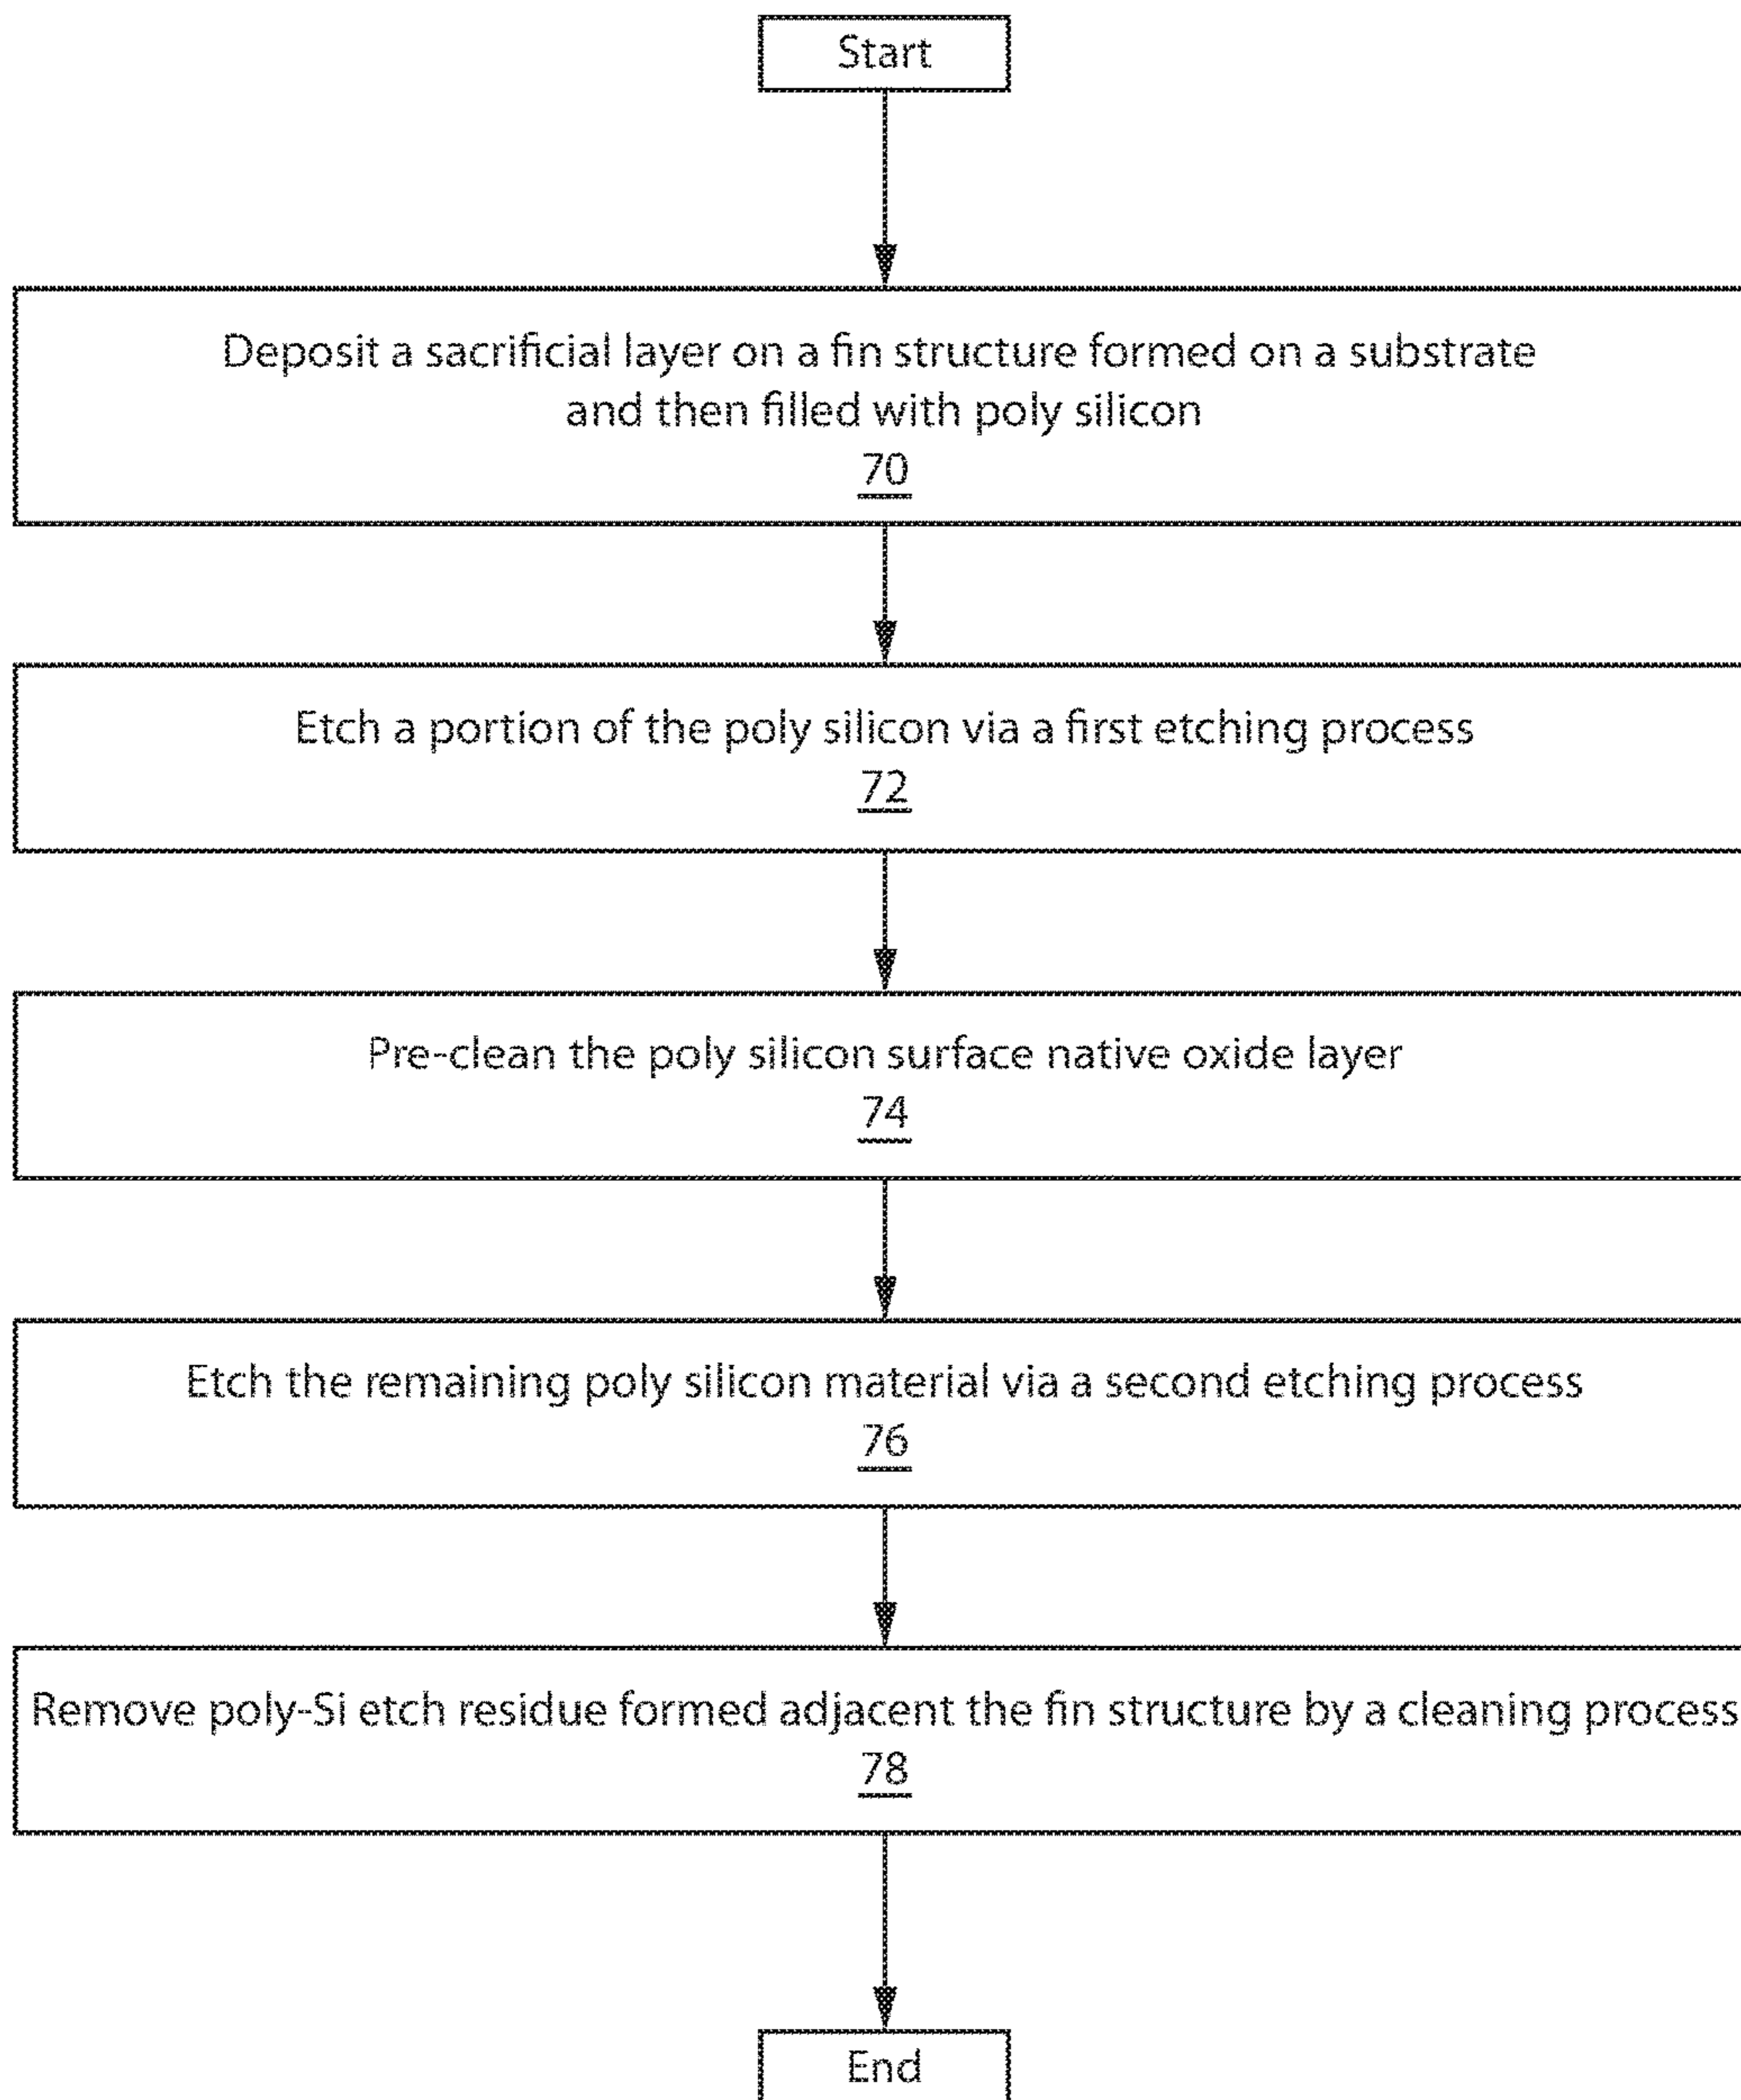 Start
Deposit a sacrificial layer on a fin structure formed on a substrate
and then filled with poly silicon
70
Etch a portion of the poly silicon via a first etching process
72
Pre-clean the poly silicon surface native oxide layer
74
Etch the remaining poly silicon material via a second etching process
76
Remove poly-Si etch residue formed adjacent the fin structure by a cleaning process
78
End